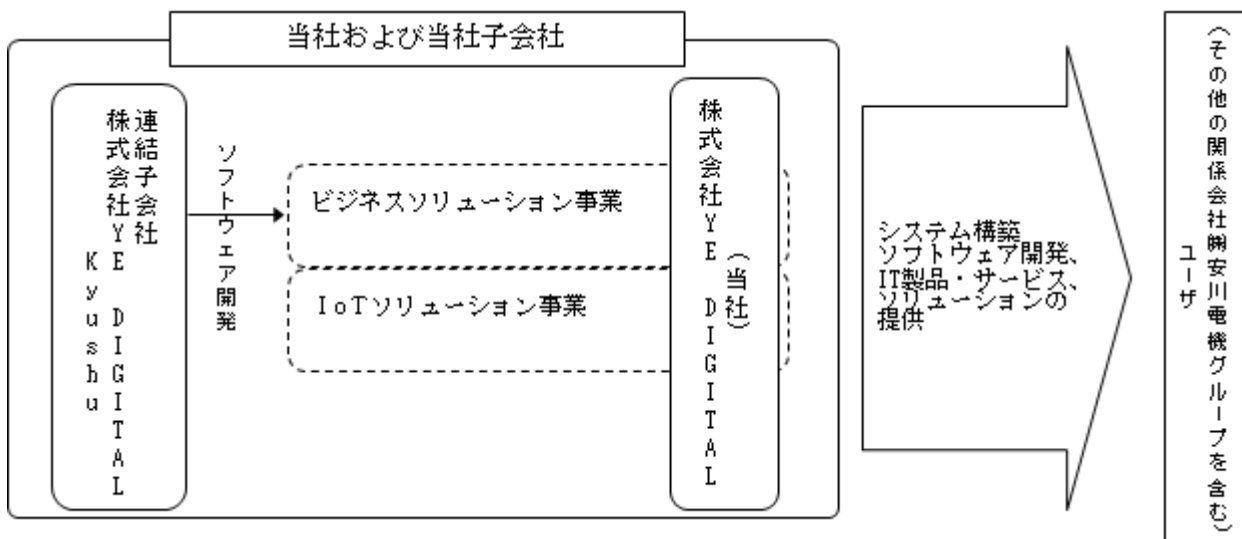 当社および当社子会社
連結子会社
株式会社YE DIGITAL
Kyushu
ソフトウェア開発
ビジネスソリューション事業
IoTソリューション事業
株式会社YE DIGITAL
(当社)
システム構築
ソフトウェア開発、
IT製品・サービス、
ソリューションの
提供
ユーザ
(その他の関係会社㈱安川電機グループを含む)